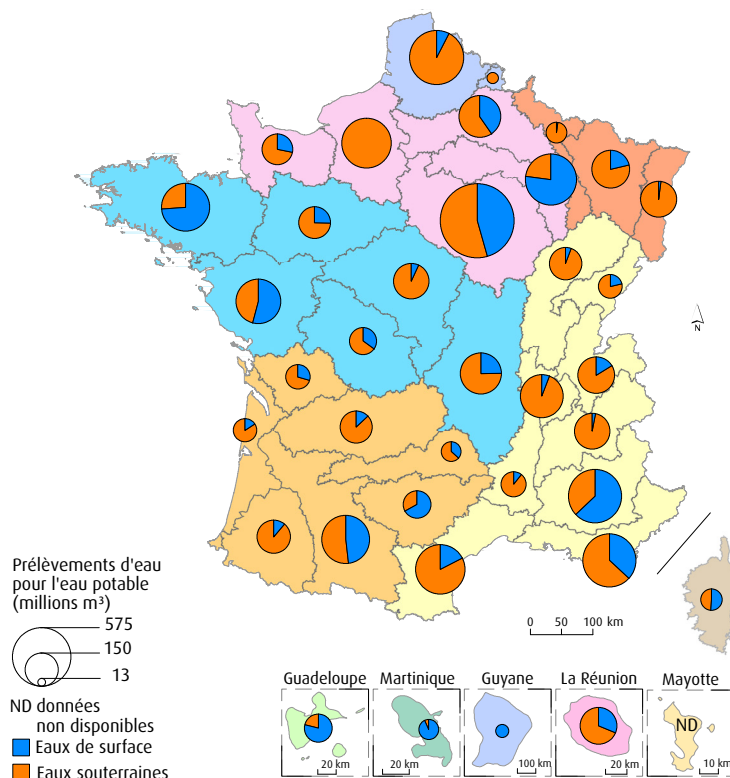 N
Prélèvements d'eau
pour l'eau potable
(millions m³)
575
150
13
ND données
non disponibles
Eaux de surface
Eaux souterraines
0 50 100 km
Guadeloupe
20 km
Martinique
20 km
Guyane
100 km
La Réunion
20 km
Mayotte
ND
10 km